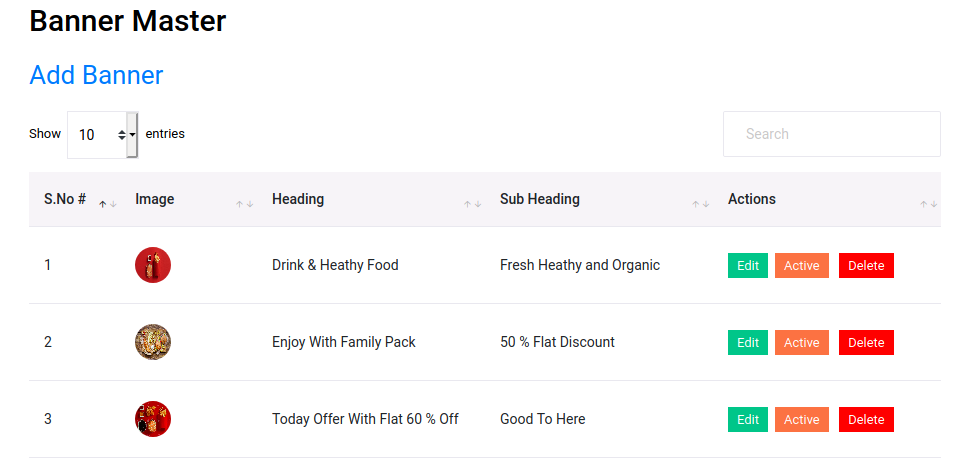 Banner Master
Add Banner
Show 10 entries
Search
S.No # Image Heading Sub Heading Actions
1 Drink & Heathy Food Fresh Heathy and Organic Edit Active Delete
2 Enjoy With Family Pack 50 % Flat Discount Edit Active Delete
3 Today Offer With Flat 60 % Off Good To Here Edit Active Delete